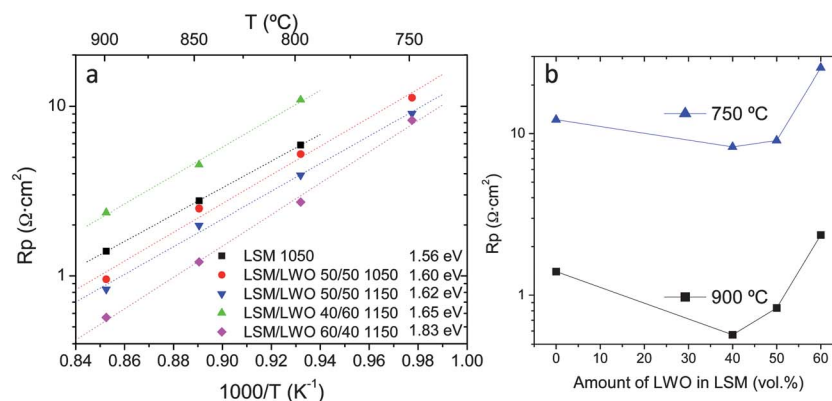 T (ºC)
900 850 800 750
a
Rp (Ω·cm²)
10
1
LSM 1050 1.56 eV
LSM/LWO 50/50 1050 1.60 eV
LSM/LWO 50/50 1150 1.62 eV
LSM/LWO 40/60 1150 1.65 eV
LSM/LWO 60/40 1150 1.83 eV
0.84 0.86 0.88 0.90 0.92 0.94 0.96 0.98 1.00
1000/T (K⁻¹)
b
Rp (Ω·cm²)
10
1
750 ºC
900 ºC
0 10 20 30 40 50 60
Amount of LWO in LSM (vol.%)